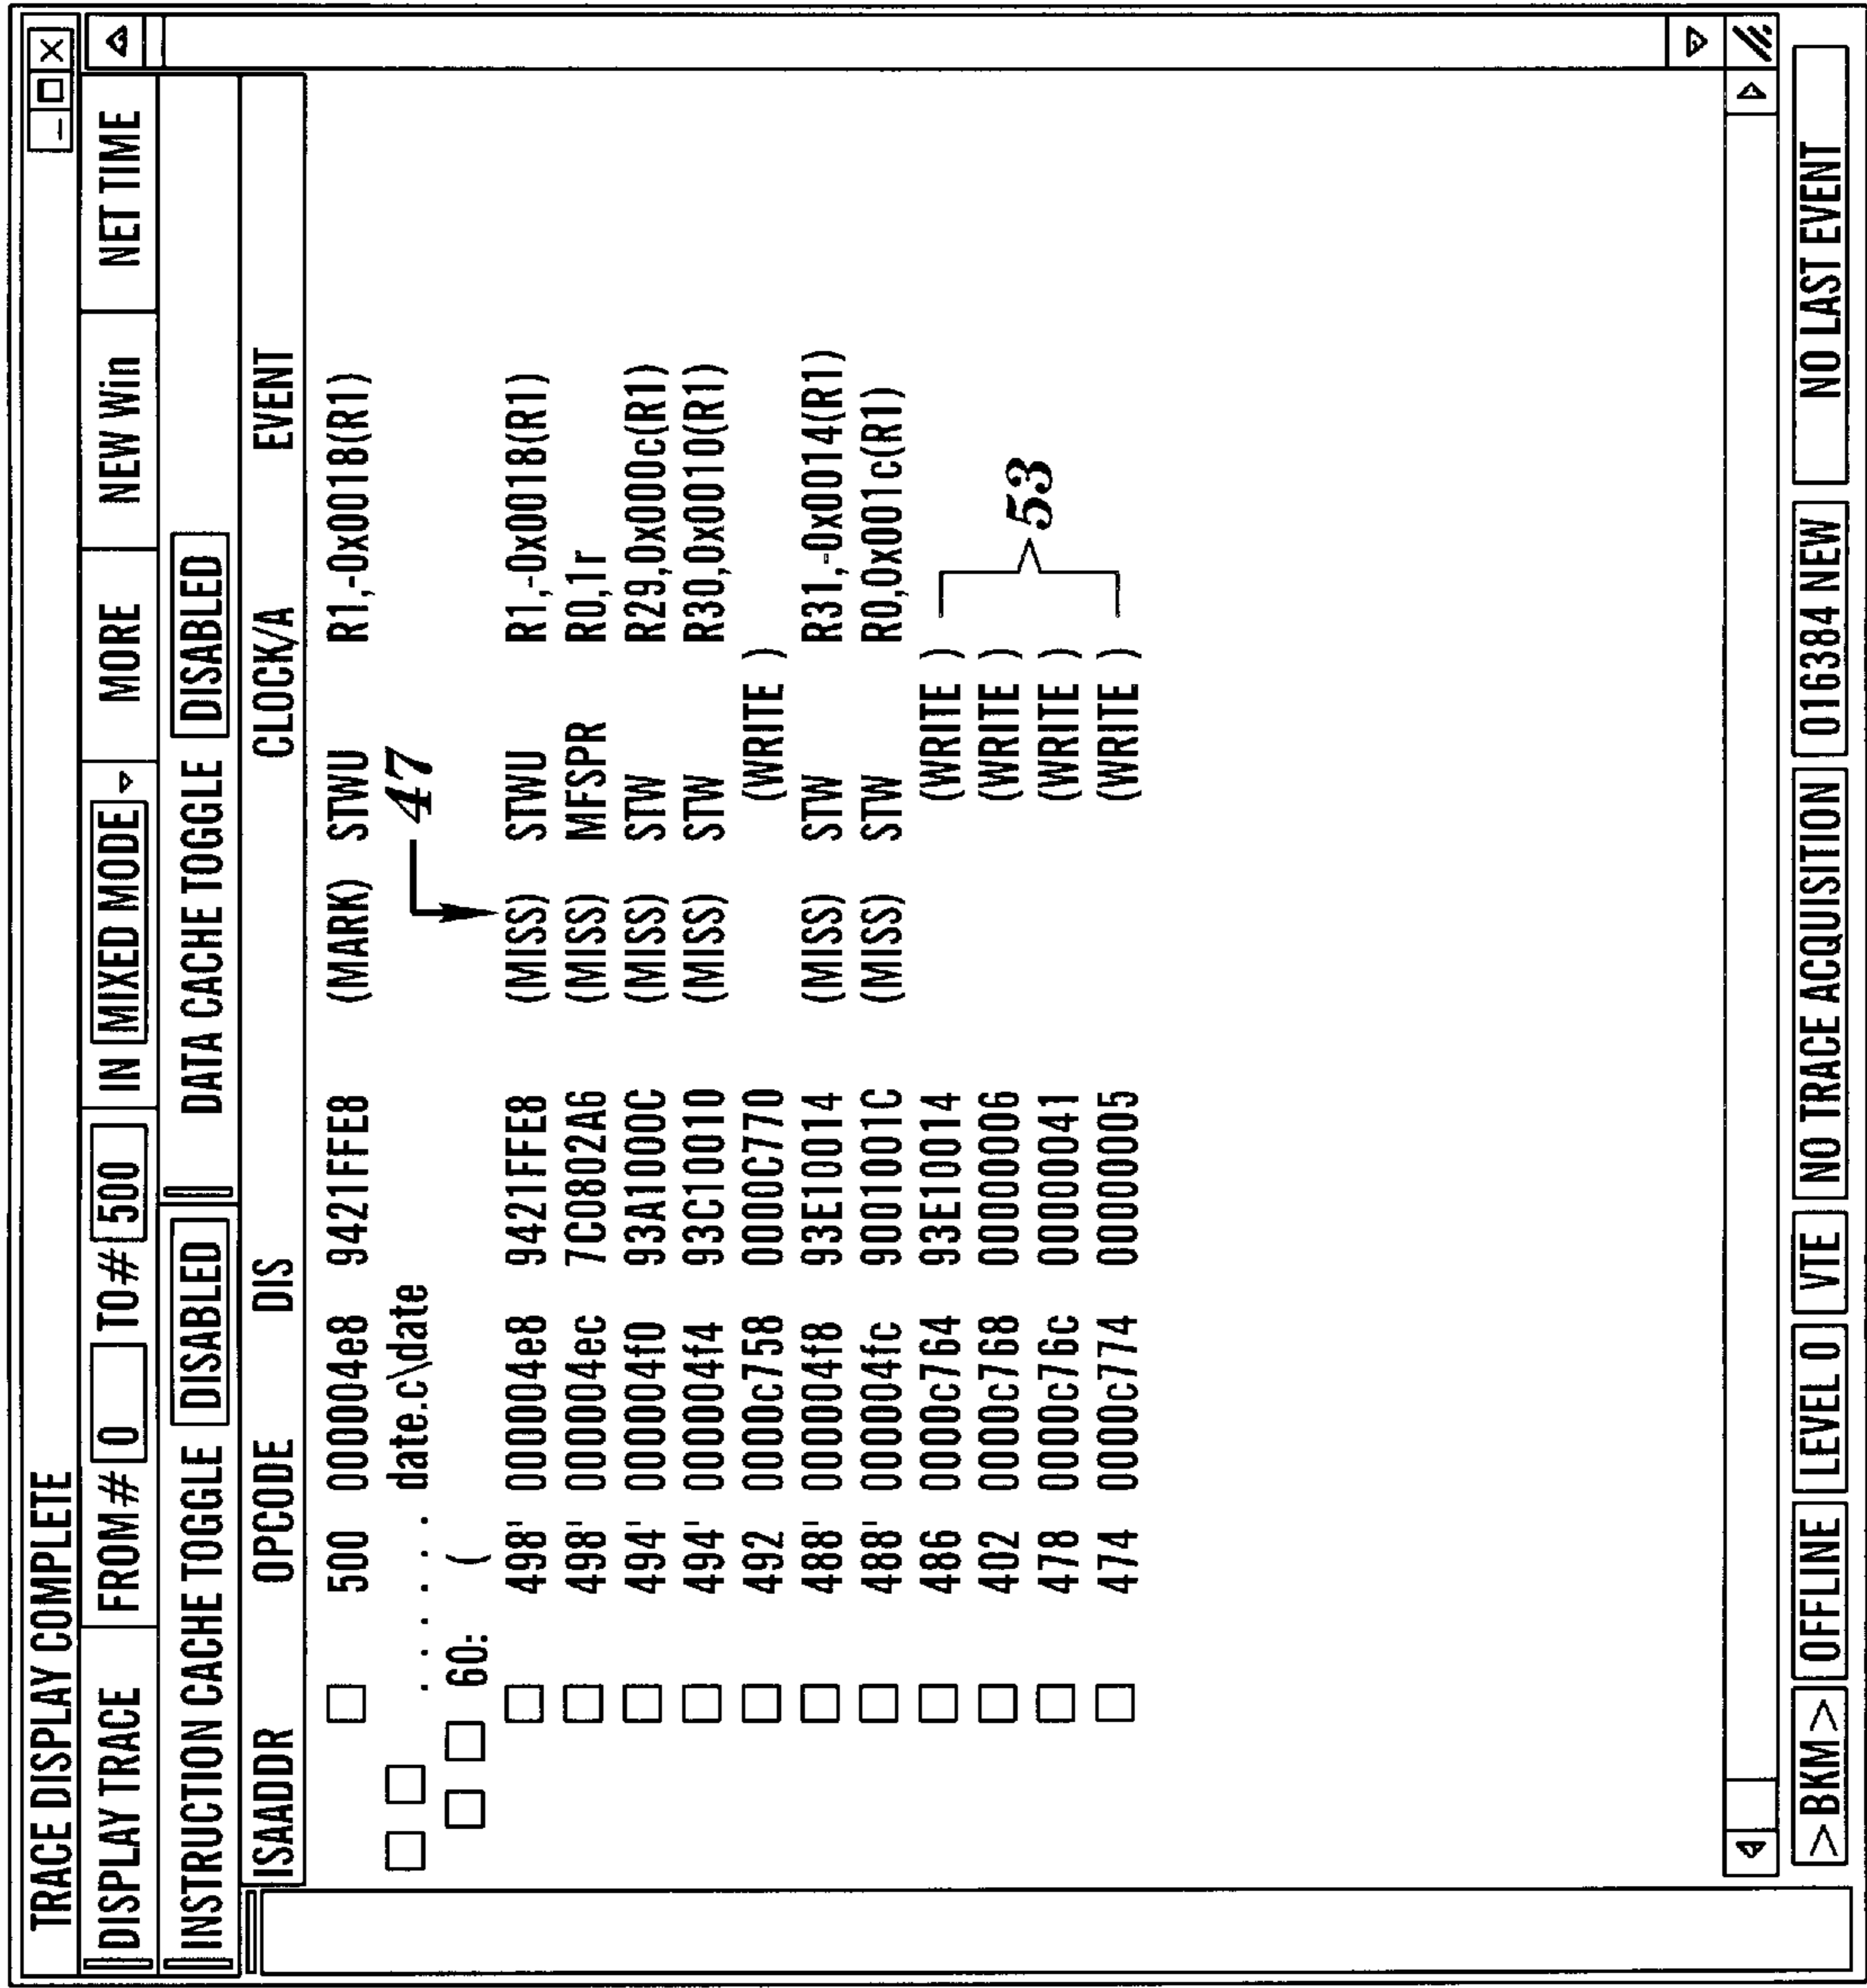 TRACE DISPLAY COMPLETE
DISPLAY TRACE FROM # 0 TO # 500 IN MIXED MODE MORE NEW Win NET TIME
INSTRUCTION CACHE TOGGLE DISABLED DATA CACHE TOGGLE DISABLED
ISAADDR OPCODE DIS CLOCK/A EVENT
500 000004e8 9421FFE8 (MARK) STWU R1,-0x0018(R1)
. . . . . . date.c\date
47
60: (
498' 000004e8 9421FFE8 (MISS) STWU R1,-0x0018(R1)
498' 000004ec 7C0802A6 (MISS) MFSPR R0,1r
494' 000004f0 93A1000C (MISS) STW R29,0x000c(R1)
494' 000004f4 93C10010 (MISS) STW R30,0x0010(R1)
492 0000c758 0000C770 (WRITE )
488' 000004f8 93E10014 (MISS) STW R31,-0x0014(R1)
488' 000004fc 9001001C (MISS) STW R0,0x001c(R1)
486 0000c764 93E10014 (WRITE )
402 0000c768 00000006 (WRITE )
478 0000c76c 00000041 (WRITE )
474 0000c774 00000005 (WRITE )
53
>BKM> OFFLINE LEVEL 0 VTE NO TRACE ACQUISITION 016384 NEW NO LAST EVENT